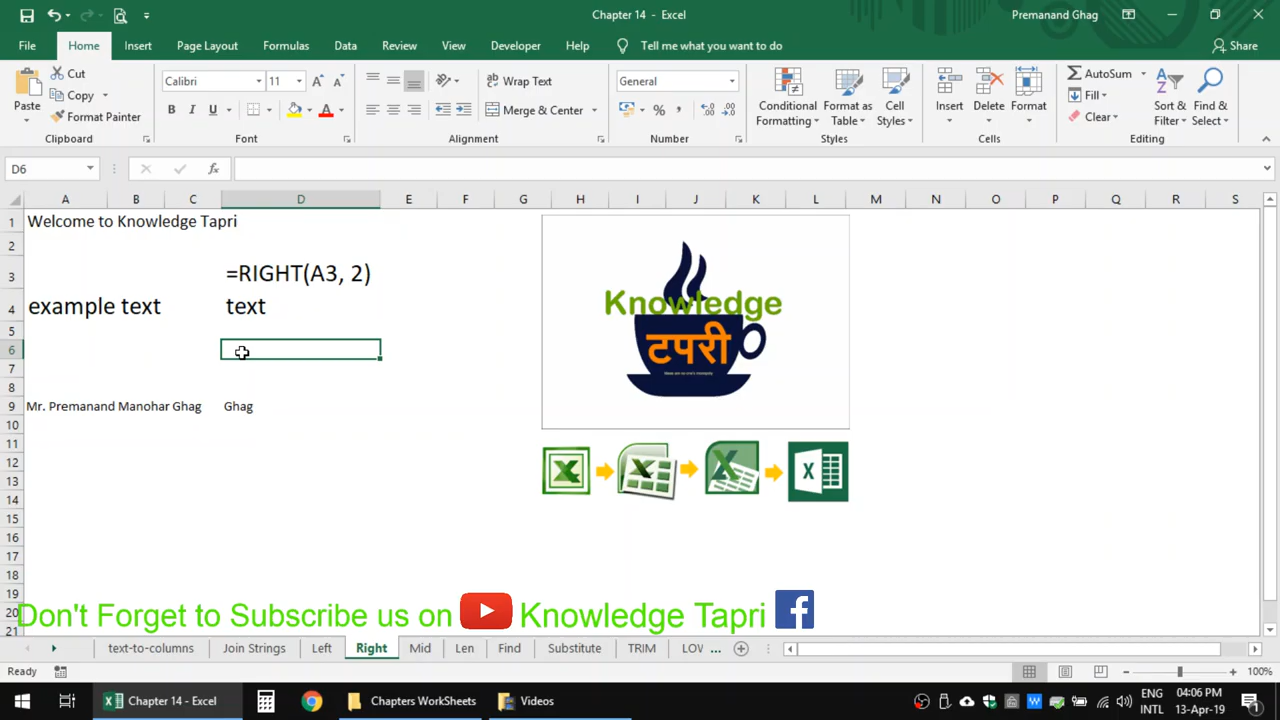 Chapter 14 - Excel
Premanand Ghag
File Home Insert Page Layout Formulas Data Review View Developer Help Tell me what you want to do Share
Paste
Cut
Copy
Format Painter
Clipboard
Calibri 11
B I U
Font
Wrap Text
Merge & Center
Alignment
General
Number
Conditional Formatting
Format as Table
Cell Styles
Styles
Insert Delete Format
Cells
AutoSum
Fill
Clear
Sort & Filter
Find & Select
Editing
D6
fx
A B C D E F G H I J K L M N O P Q R S
1 Welcome to Knowledge Tapri
2
3 =RIGHT(A3, 2)
4 example text text
5
6
7
8
9 Mr. Premanand Manohar Ghag Ghag
10
11
12
13
14
15
16
17
18
19
20
21
Knowledge
टपरी
Don't Forget to Subscribe us on Knowledge Tapri
text-to-columns Join Strings Left Right Mid Len Find Substitute TRIM LOV ...
Ready
100%
Chapter 14 - Excel
Chapters WorkSheets
Videos
ENG
INTL
04:06 PM
13-Apr-19